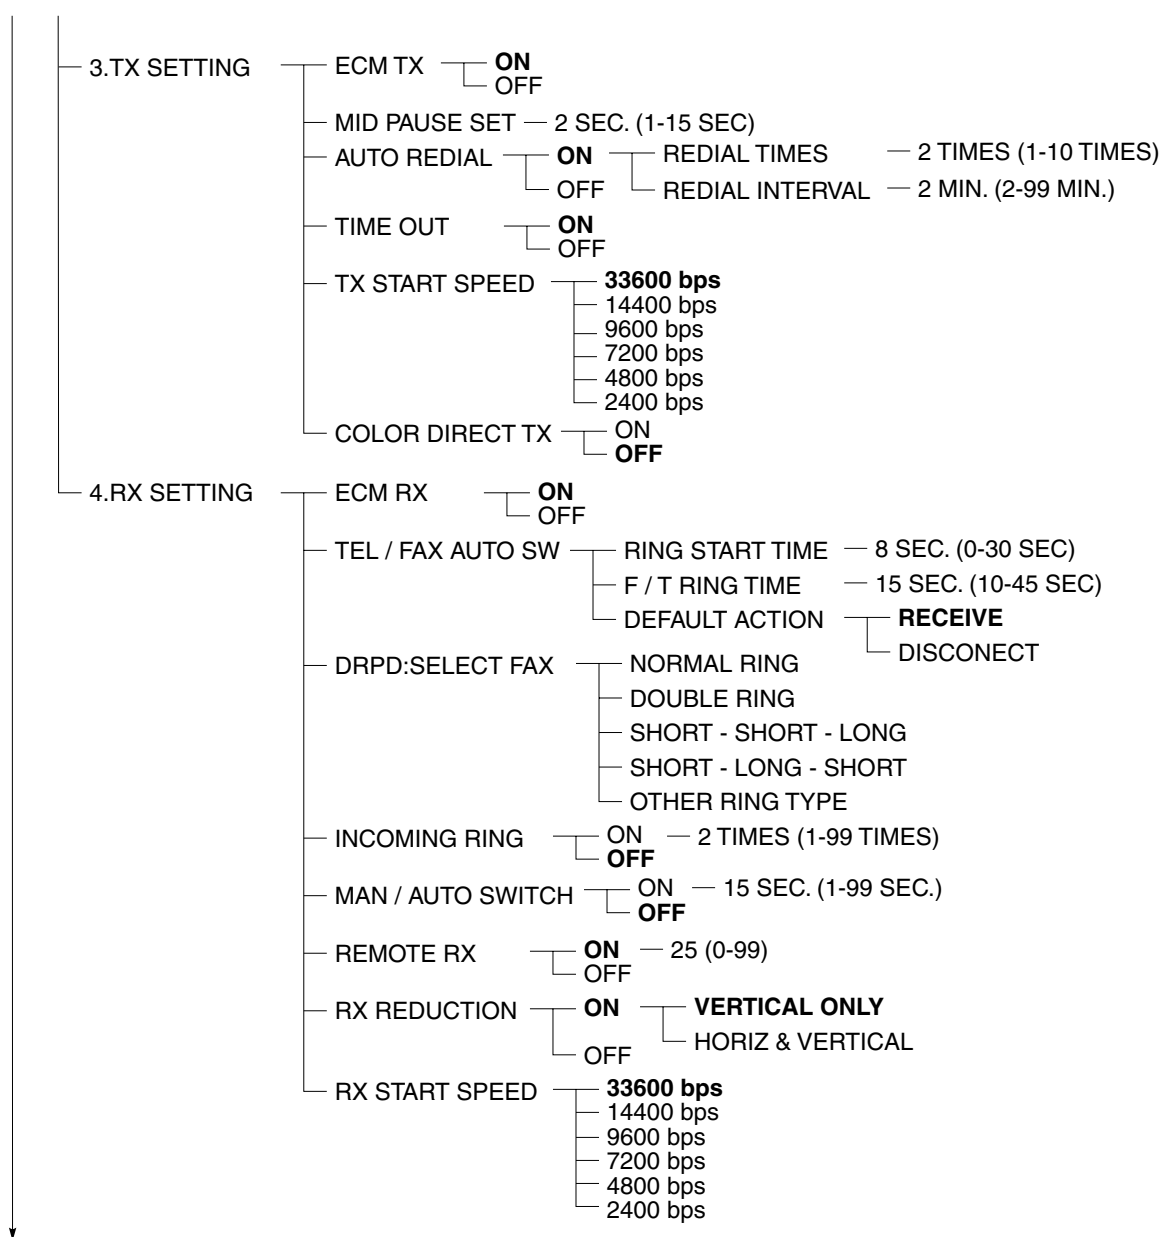 3.TX SETTING
ECM TX
ON
OFF
MID PAUSE SET
2 SEC. (1-15 SEC)
AUTO REDIAL
ON
REDIAL TIMES
2 TIMES (1-10 TIMES)
OFF
REDIAL INTERVAL
2 MIN. (2-99 MIN.)
TIME OUT
ON
OFF
TX START SPEED
33600 bps
14400 bps
9600 bps
7200 bps
4800 bps
2400 bps
COLOR DIRECT TX
ON
OFF
4.RX SETTING
ECM RX
ON
OFF
TEL / FAX AUTO SW
RING START TIME
8 SEC. (0-30 SEC)
F / T RING TIME
15 SEC. (10-45 SEC)
DEFAULT ACTION
RECEIVE
DISCONECT
DRPD:SELECT FAX
NORMAL RING
DOUBLE RING
SHORT - SHORT - LONG
SHORT - LONG - SHORT
OTHER RING TYPE
INCOMING RING
ON
2 TIMES (1-99 TIMES)
OFF
MAN / AUTO SWITCH
ON
15 SEC. (1-99 SEC.)
OFF
REMOTE RX
ON
25 (0-99)
OFF
RX REDUCTION
ON
VERTICAL ONLY
HORIZ & VERTICAL
OFF
RX START SPEED
33600 bps
14400 bps
9600 bps
7200 bps
4800 bps
2400 bps